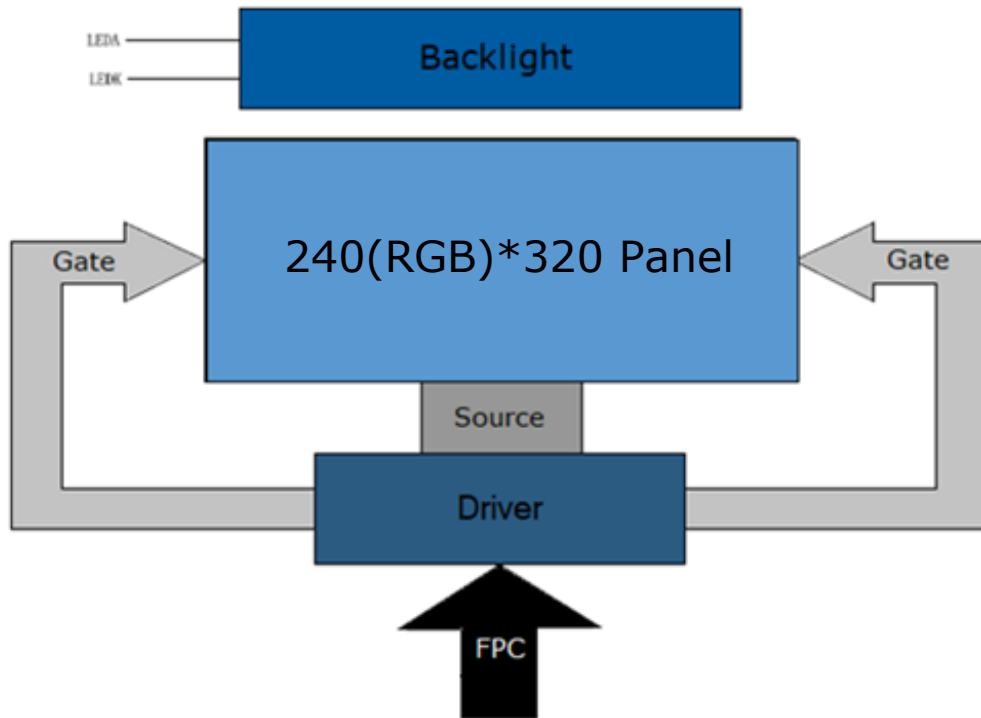 LEDA
Backlight
LEDK
240(RGB)*320 Panel
Gate
Gate
Source
Driver
FPC